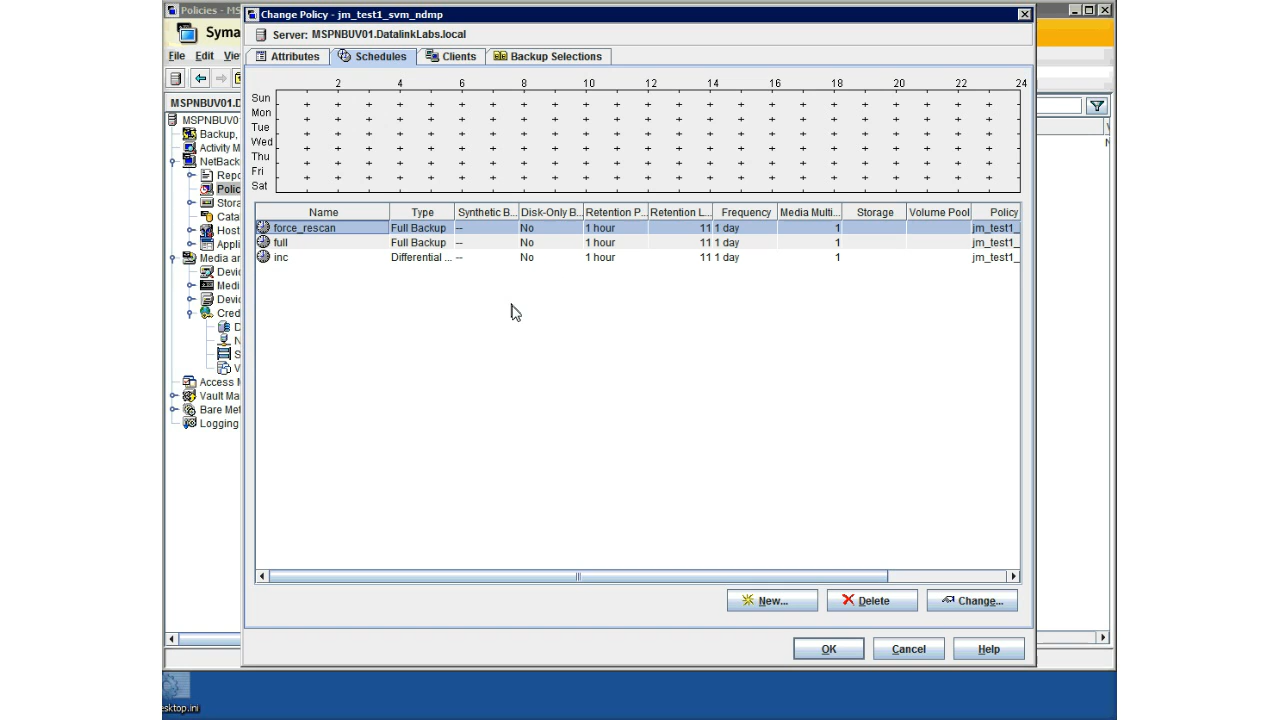 Policies - MS
Change Policy - jm_test1_svm_ndmp
Syma
Server: MSPNBUV01.DatalinkLabs.local
File Edit Vie
Attributes Schedules Clients Backup Selections
2 4 6 8 10 12 14 16 18 20 22 24
Sun
Mon
Tue
Wed
Thu
Fri
Sat
MSPNBUV01.D
MSPNBUV0
Backup,
Activity M
NetBack
Repo
Polic
Stora
Cata
Host
Appli
Media ar
Devic
Medi
Devic
Cred
D
N
S
V
Access M
Vault Ma
Bare Met
Logging
Name Type Synthetic B... Disk-Only B... Retention P... Retention L... Frequency Media Multi... Storage Volume Pool Policy
force_rescan Full Backup -- No 1 hour 11 1 day 1 jm_test1_
full Full Backup -- No 1 hour 11 1 day 1 jm_test1_
inc Differential ... -- No 1 hour 11 1 day 1 jm_test1_
New... Delete Change...
OK Cancel Help
esktop.ini